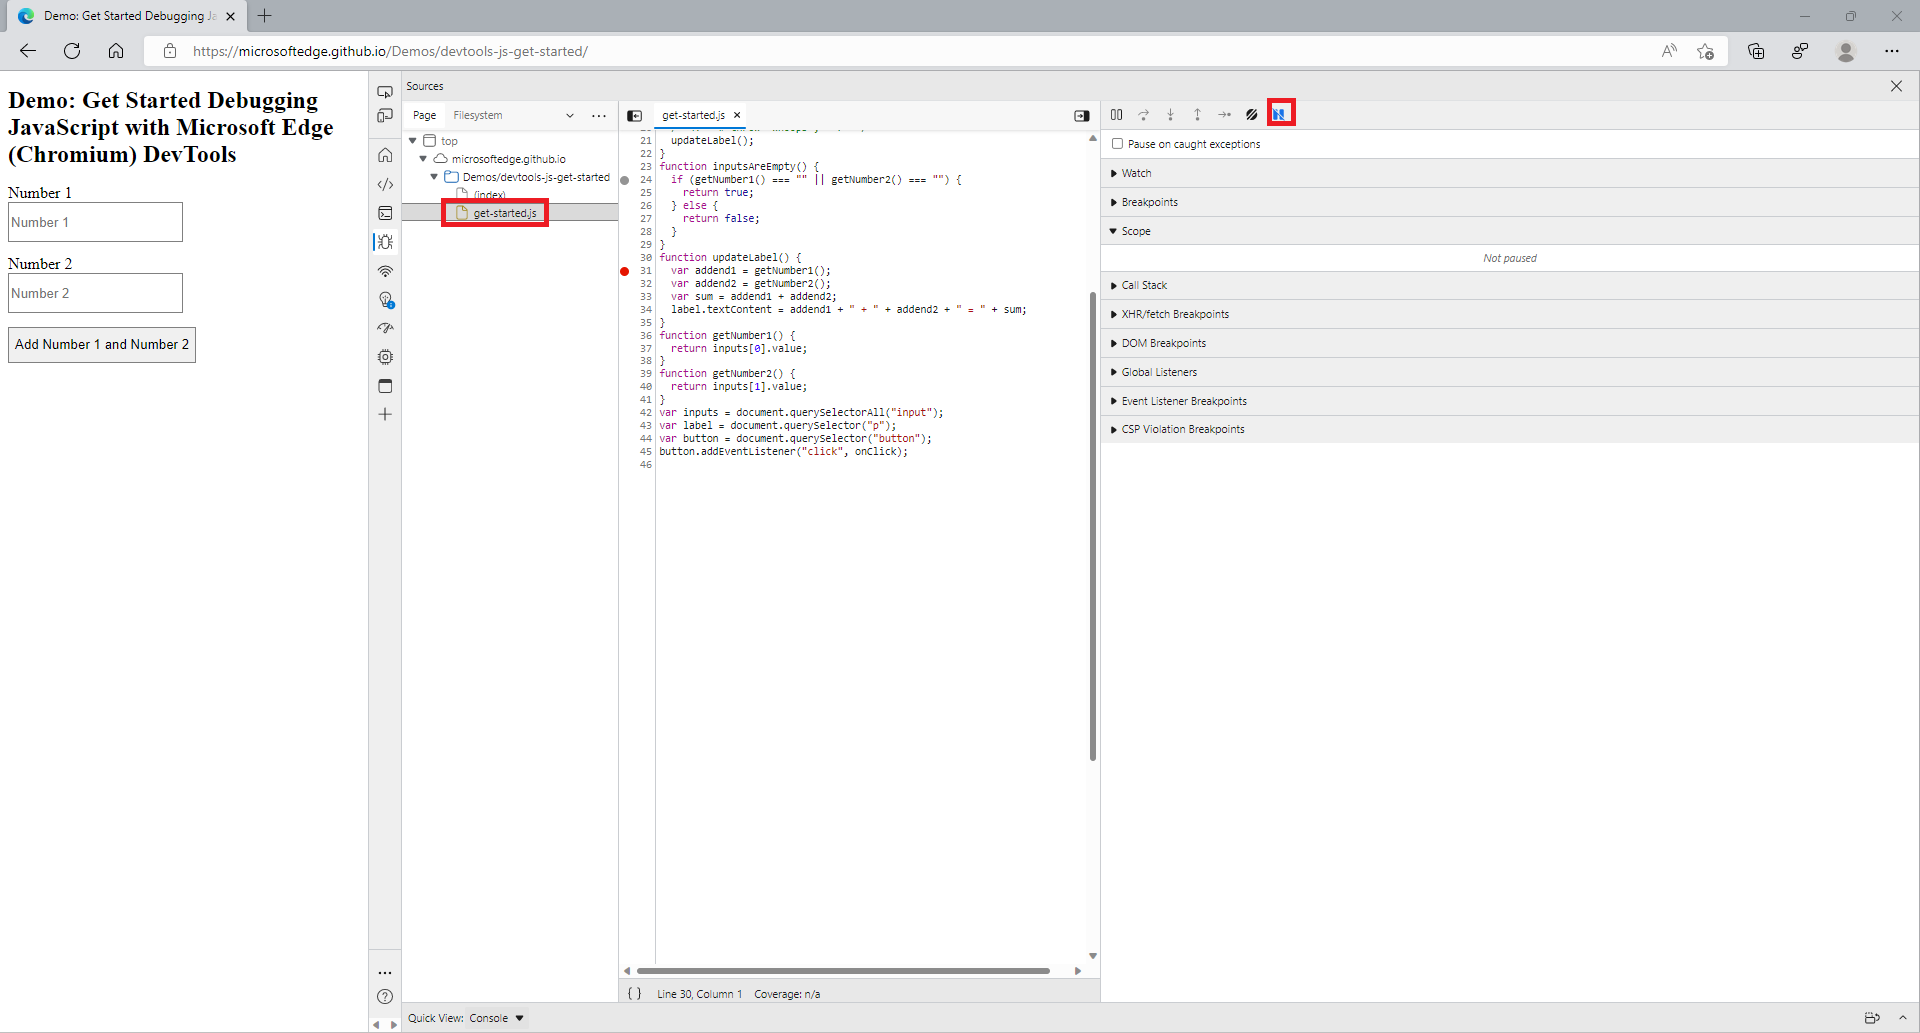 Demo: Get Started Debugging Ja
https://microsoftedge.github.io/Demos/devtools-js-get-started/
Demo: Get Started Debugging
JavaScript with Microsoft Edge
(Chromium) DevTools
Number 1
Number 1
Number 2
Number 2
Add Number 1 and Number 2
Sources
Page Filesystem
top
microsoftedge.github.io
Demos/devtools-js-get-started
(index)
get-started.js
get-started.js
21 updateLabel();
22 }
23 function inputsAreEmpty() {
24 if (getNumber1() === "" || getNumber2() === "") {
25 return true;
26 } else {
27 return false;
28 }
29 }
30 function updateLabel() {
31 var addend1 = getNumber1();
32 var addend2 = getNumber2();
33 var sum = addend1 + addend2;
34 label.textContent = addend1 + " + " + addend2 + " = " + sum;
35 }
36 function getNumber1() {
37 return inputs[0].value;
38 }
39 function getNumber2() {
40 return inputs[1].value;
41 }
42 var inputs = document.querySelectorAll("input");
43 var label = document.querySelector("p");
44 var button = document.querySelector("button");
45 button.addEventListener("click", onClick);
46
{ } Line 30, Column 1 Coverage: n/a
Pause on caught exceptions
Watch
Breakpoints
Scope
Not paused
Call Stack
XHR/fetch Breakpoints
DOM Breakpoints
Global Listeners
Event Listener Breakpoints
CSP Violation Breakpoints
Quick View: Console